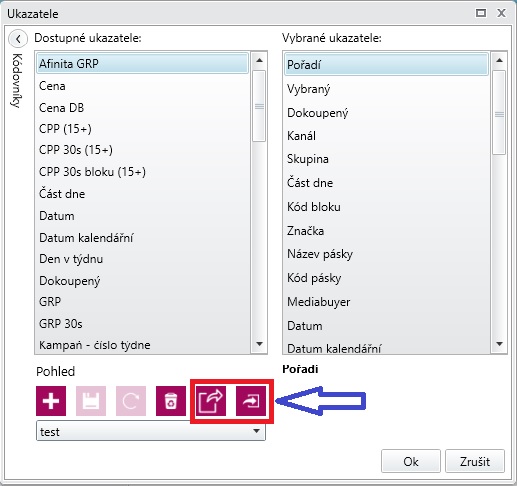 Ukazatele
Dostupné ukazatele:
Vybrané ukazatele:
Kódovníky
Afinita GRP
Cena
Cena DB
CPP (15+)
CPP 30s (15+)
CPP 30s bloku (15+)
Část dne
Datum
Datum kalendářní
Den v týdnu
Dokoupený
GRP
GRP 30s
Kampaň - číslo týdne
Pořadí
Vybraný
Dokoupený
Kanál
Skupina
Část dne
Kód bloku
Značka
Název pásky
Kód pásky
Mediabuyer
Datum
Datum kalendářní
Pohled
Pořadí
test
Ok
Zrušit